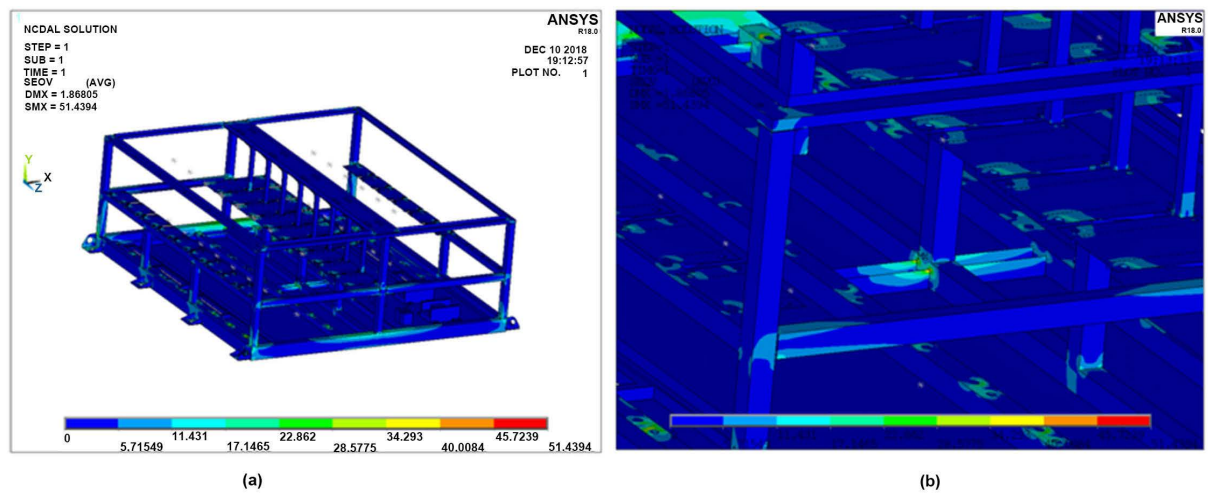 1
NCDAL SOLUTION
STEP = 1
SUB = 1
TIME = 1
SEOV (AVG)
DMX = 1.86805
SMX = 51.4394
ANSYS
R18.0
DEC 10 2018
19:12:57
PLOT NO. 1
Y
X
Z
0
5.71549
11.431
17.1465
22.862
28.5775
34.293
40.0084
45.7239
51.4394
(a)
ANSYS
R18.0
(b)